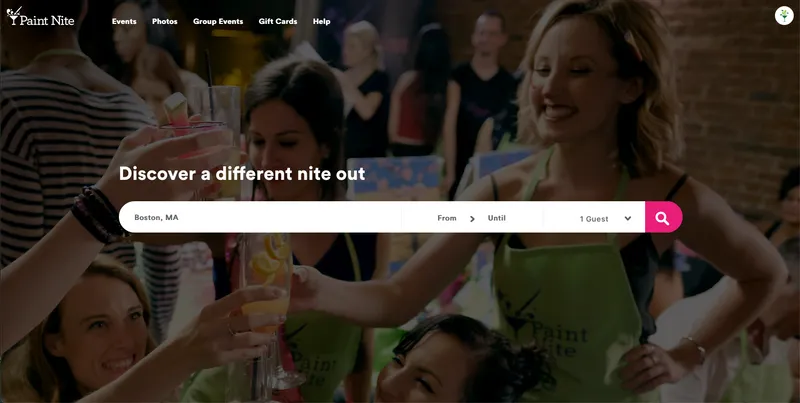 Paint Nite
Events
Photos
Group Events
Gift Cards
Help
Discover a different nite out
Boston, MA
From
Until
1 Guest
Paint
Nite
Paint
Nite